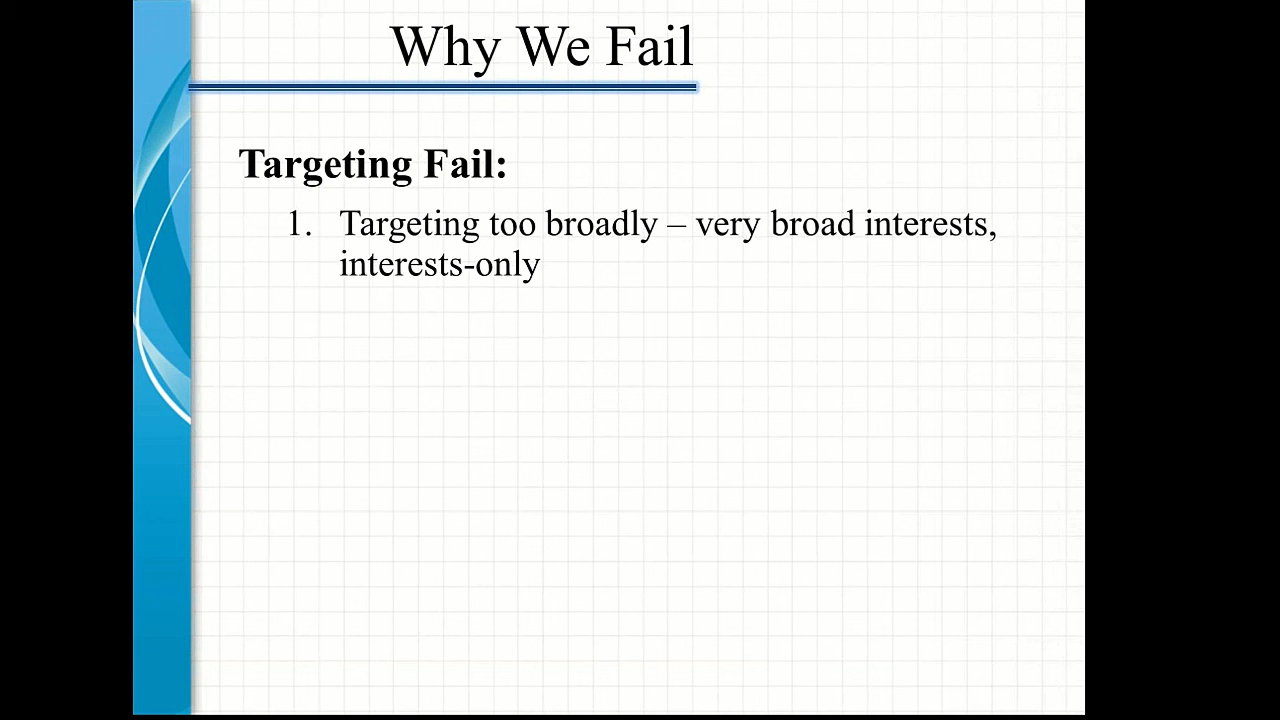 Why We Fail
Targeting Fail:
1. Targeting too broadly – very broad interests,
interests-only